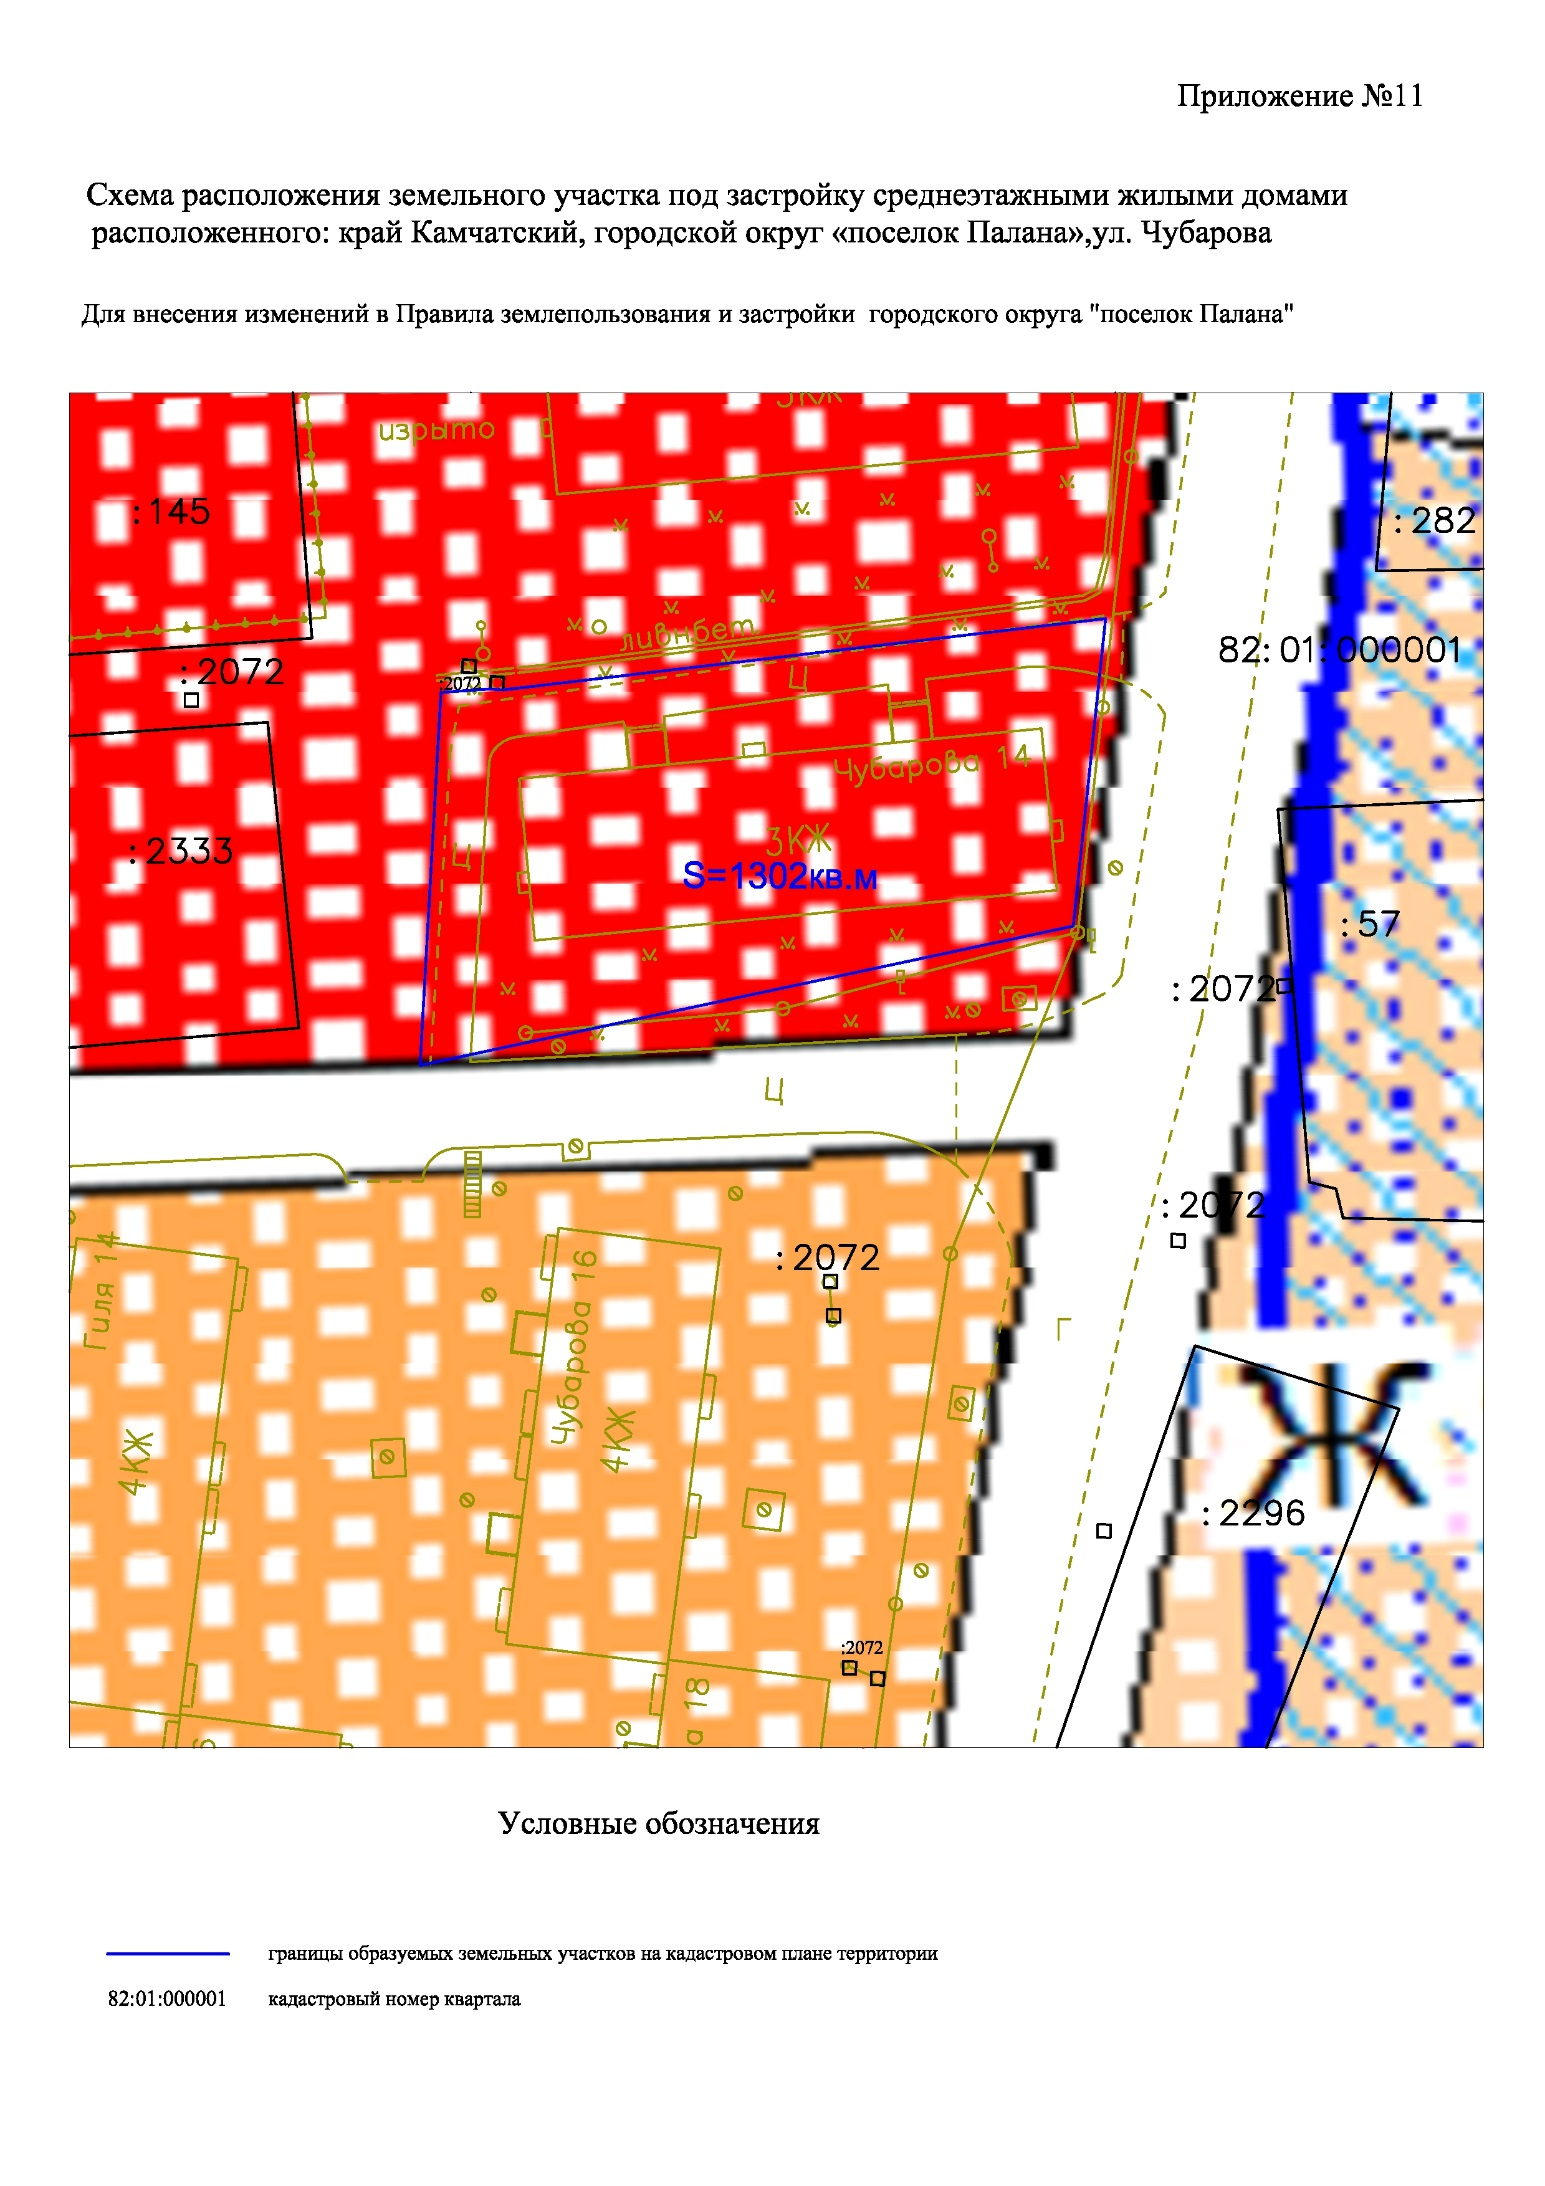 Приложение №11
Схема расположения земельного участка под застройку среднеэтажными жилыми домами
расположенного: край Камчатский, городской округ «поселок Палана»,ул. Чубарова
Для внесения изменений в Правила землепользования и застройки городского округа "поселок Палана"
3КЖ
изрыто
:145
:282
ливнбет.
82:01:000001
:2072
:2072
Ц
Чубарова 14
3КЖ
:2333
Ц
S=1302кв.м
:57
:2072
Ц
:2072
:2072
Гиля 14
Чубарова 16
Г
4КЖ
4КЖ
:2296
:2072
а 18
Ж
Условные обозначения
границы образуемых земельных участков на кадастровом плане территории
82:01:000001 кадастровый номер квартала